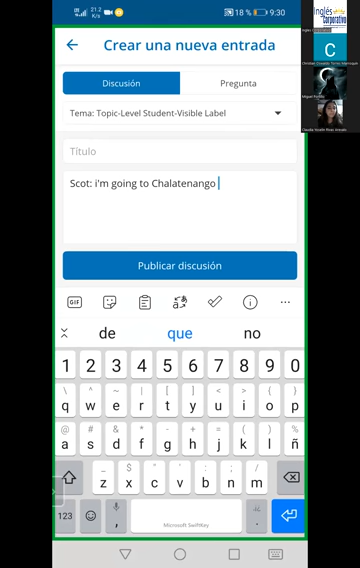 21.2
K/s
18 %
9:30
Inglés
Corporativo
Crear una nueva entrada
Discusión
Pregunta
Tema: Topic-Level Student-Visible Label
Título
Scot: i'm going to Chalatenango
Publicar discusión
GIF
de
que
no
1 2 3 4 5 6 7 8 9 0
\ ^ ~ | [ ] < > { }
q w e r t y u i o p
@ # & * - + = ( ) %
a s d f g h j k l ñ
_ $ " ' : ; /
z x c v b n m
123
,
.
Microsoft SwiftKey
C